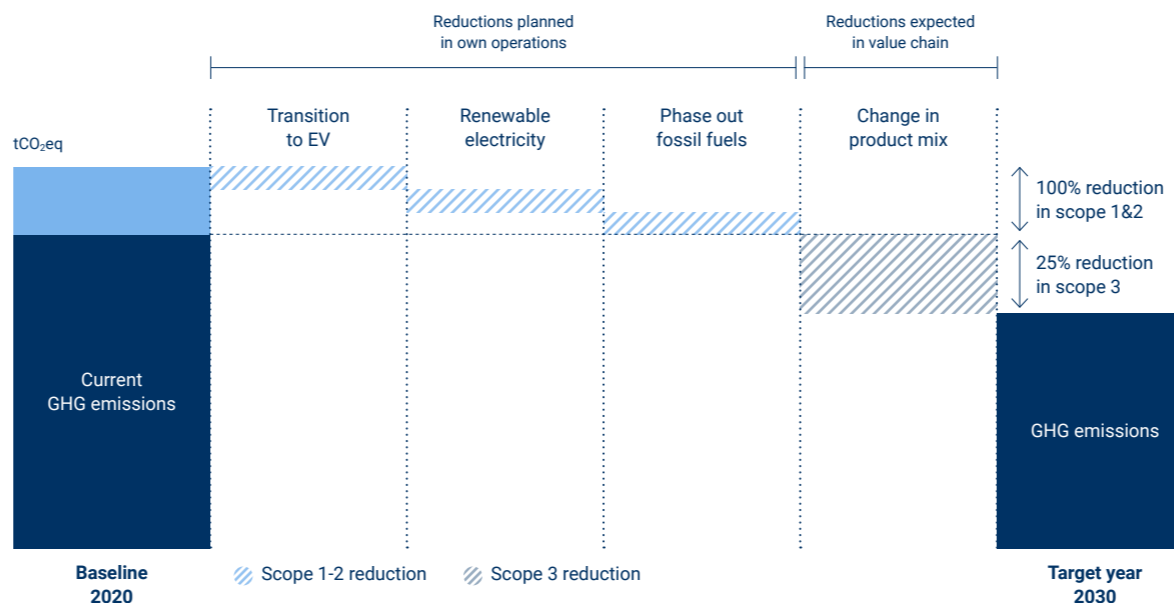 Reductions planned
in own operations
Reductions expected
in value chain
Transition
to EV
Renewable
electricity
Phase out
fossil fuels
Change in
product mix
tCO₂eq
100% reduction
in scope 1&2
25% reduction
in scope 3
Current
GHG emissions
GHG emissions
Baseline
2020
Scope 1-2 reduction
Scope 3 reduction
Target year
2030